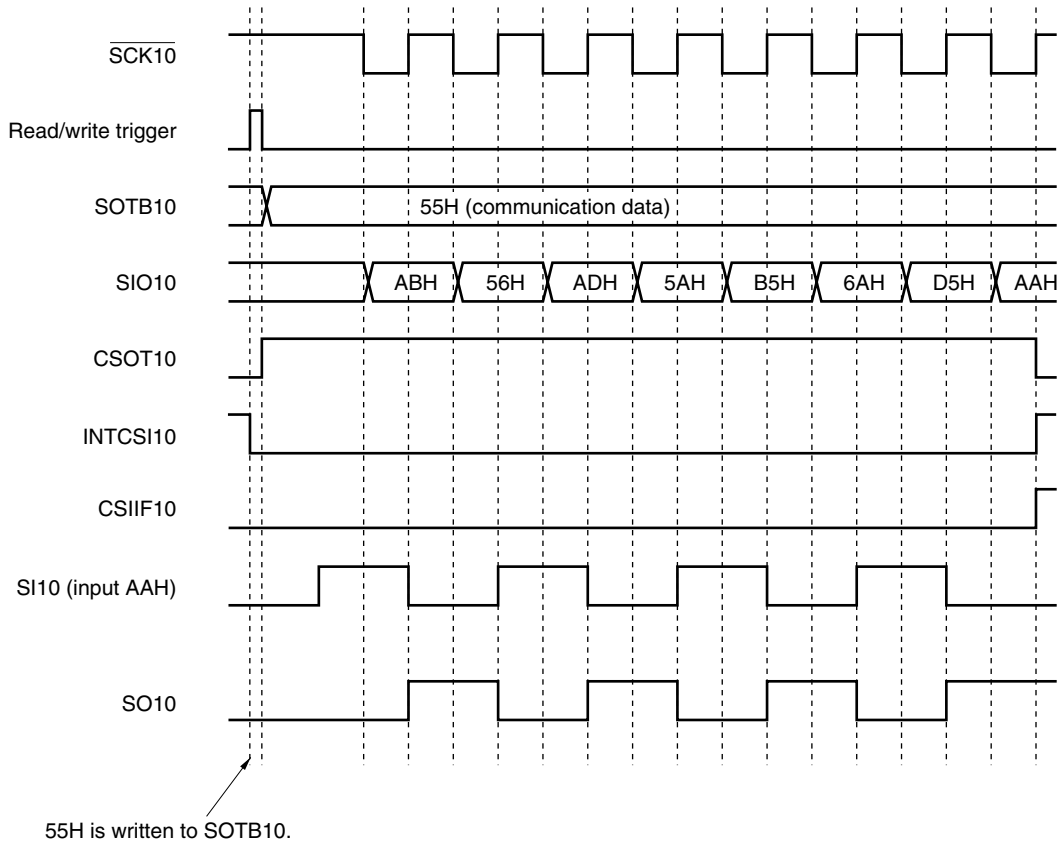 SCK10
Read/write trigger
SOTB10
55H (communication data)
SIO10
ABH 56H ADH 5AH B5H 6AH D5H AAH
CSOT10
INTCSI10
CSIIF10
SI10 (input AAH)
SO10
55H is written to SOTB10.